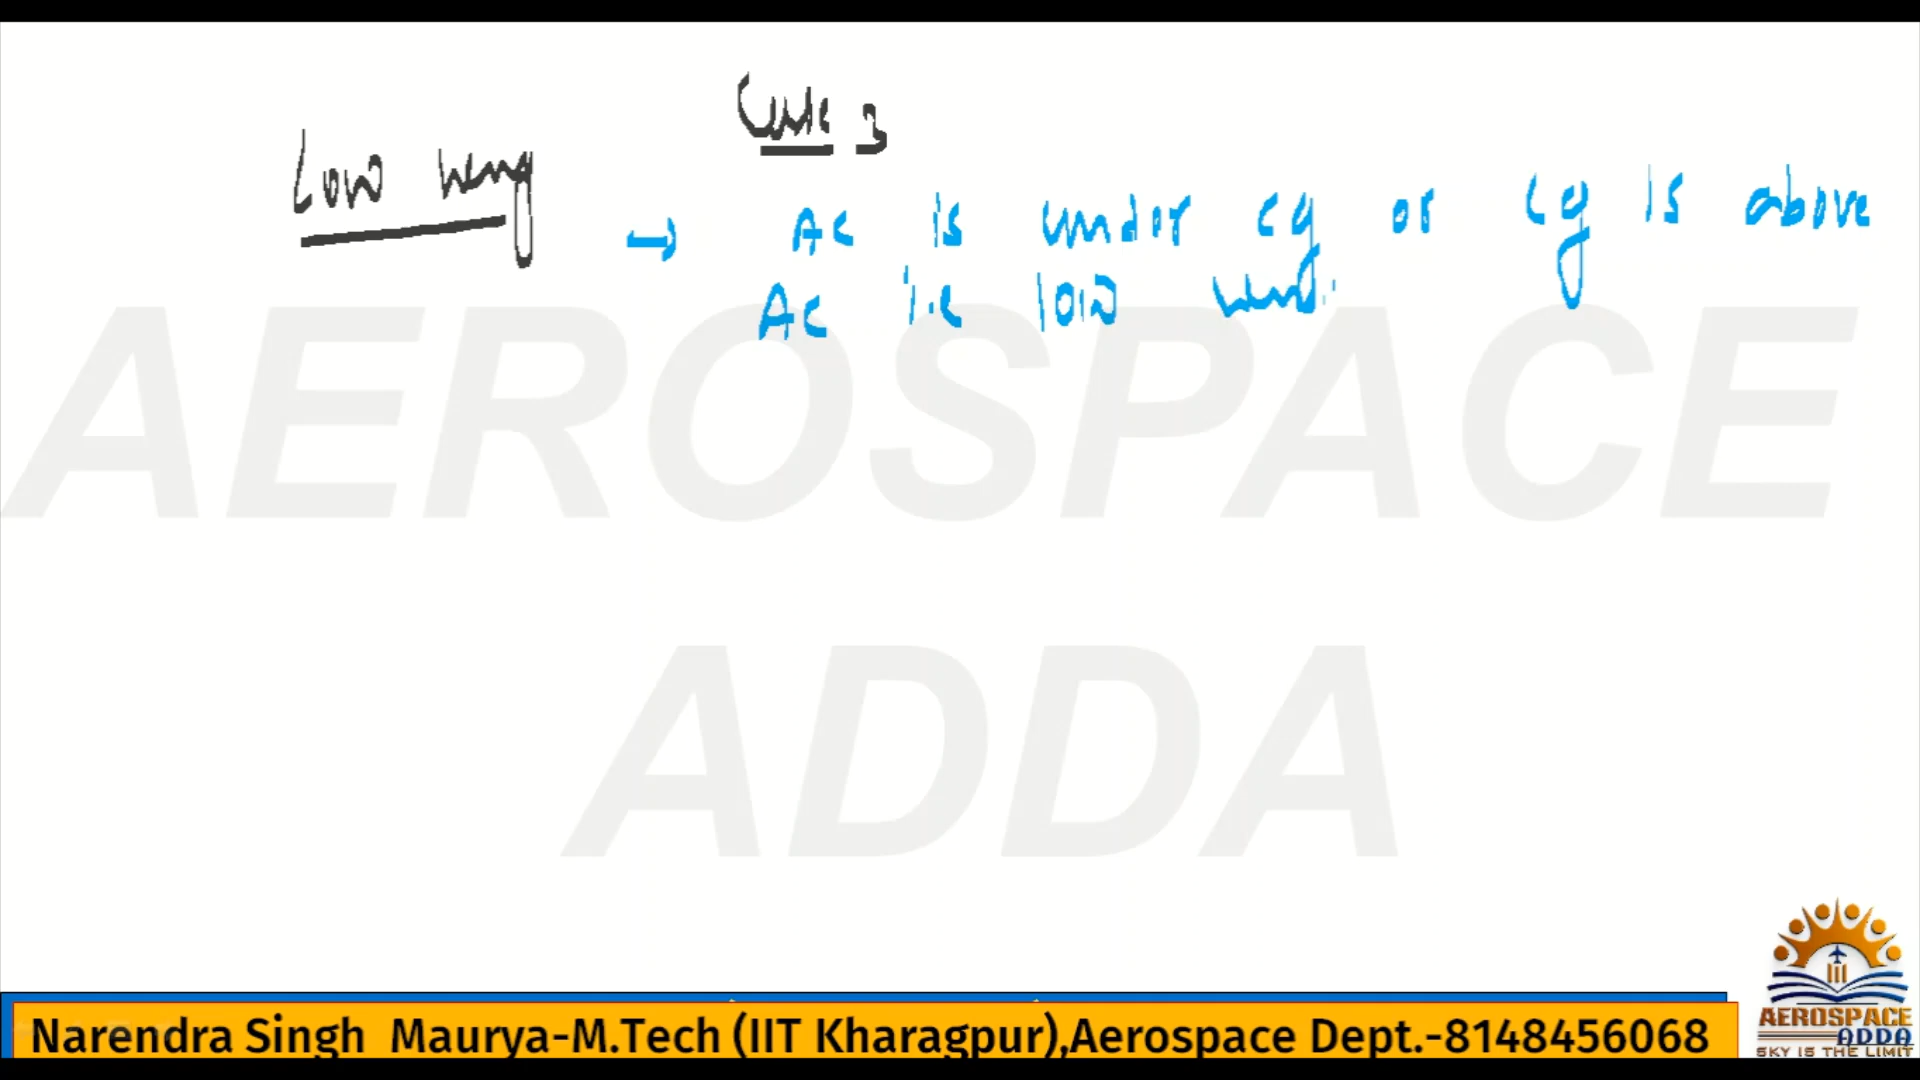 Case 3
Low wing
→ AC is under cg or cg is above
AC i.e low wing.
AEROSPACE
ADDA
Narendra Singh Maurya-M.Tech (IIT Kharagpur),Aerospace Dept.-8148456068
AEROSPACE
ADDA
SKY IS THE LIMIT